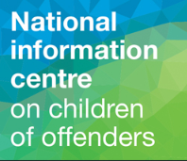 National
information
centre
on children
of offenders